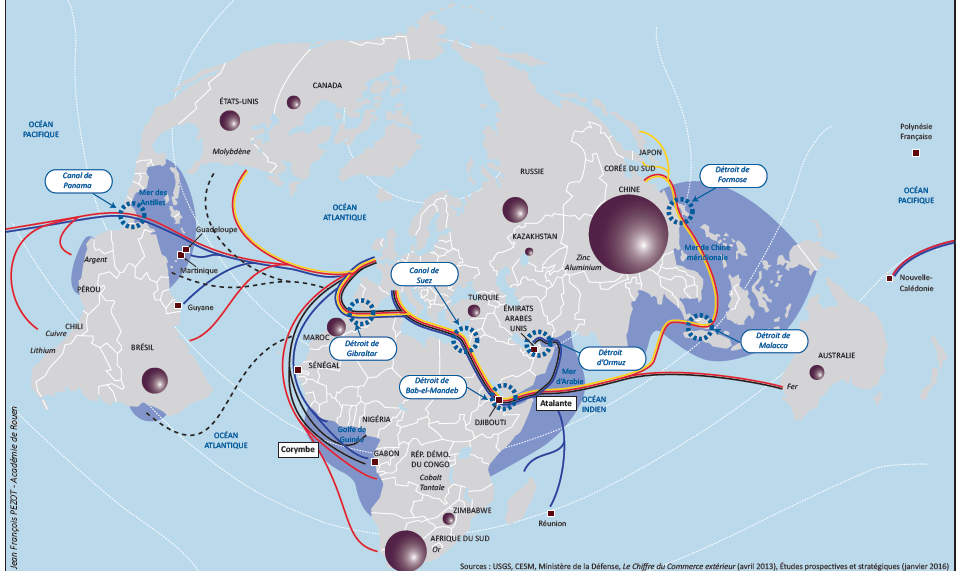 CANADA
ÉTATS-UNIS
OCÉAN
PACIFIQUE
Polynésie
Française
Molybdène
JAPON
CORÉE DU SUD
RUSSIE
Canal de
Panama
Détroit de
Formose
CHINE
Mer des
Antilles
OCÉAN
ATLANTIQUE
OCÉAN
PACIFIQUE
Guadeloupe
KAZAKHSTAN
Mer de Chine
méridionale
Argent
Zinc
Aluminium
Martinique
Canal de
Suez
Nouvelle-
Calédonie
PÉROU
TURQUIE
Guyane
ÉMIRATS
ARABES
UNIS
CHILI
Cuivre
MAROC
Détroit de
Malacca
BRÉSIL
Détroit de
Gibraltar
Lithium
Détroit
d'Ormuz
AUSTRALIE
SÉNÉGAL
Mer
d'Arabie
Détroit de
Bab-el-Mandeb
Fer
Atalante
OCÉAN
INDIEN
NIGÉRIA
DJIBOUTI
Golfe de
Guinée
OCÉAN
ATLANTIQUE
Corymbe
GABON
RÉP. DÉMO.
DU CONGO
Cobalt
Tantale
ZIMBABWE
Réunion
AFRIQUE DU SUD
Or
Jean François PEZOT - Académie de Rouen
Sources : USGS, CESM, Ministère de la Défense, Le Chiffre du Commerce extérieur (avril 2013), Études prospectives et stratégiques (janvier 2016)